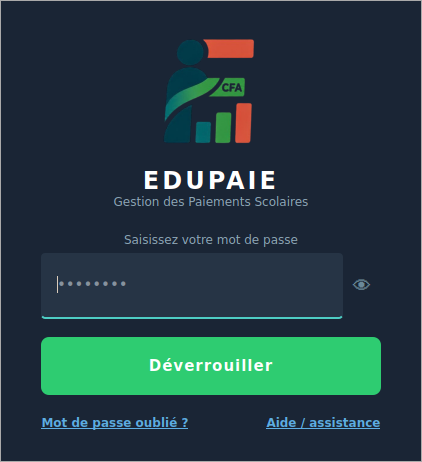 CFA
EDUPAIE
Gestion des Paiements Scolaires
Saisissez votre mot de passe
••••••••
Déverrouiller
Mot de passe oublié ?
Aide / assistance